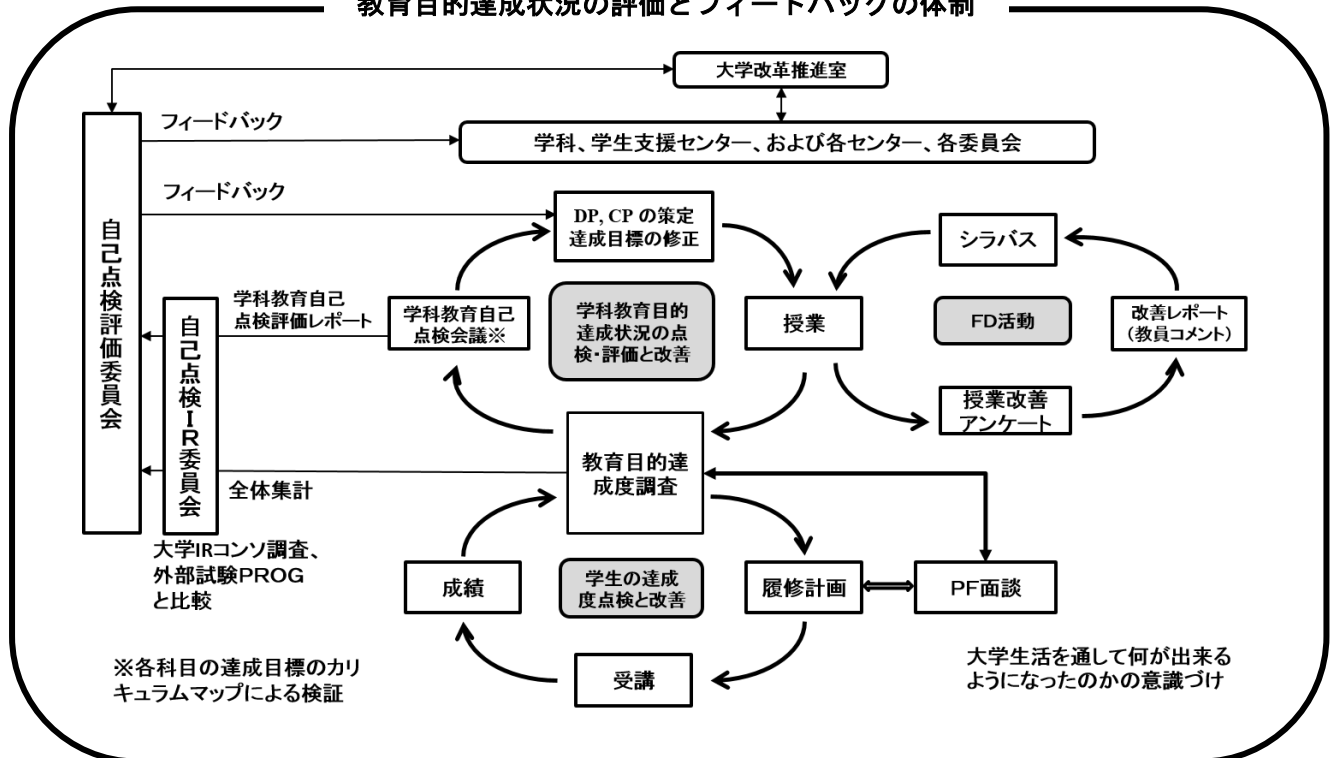 教育目的達成状況の評価とフィードバックの体制
大学改革推進室
フィードバック
学科、学生支援センター、および各センター、各委員会
フィードバック
DP, CP の策定
達成目標の修正
シラバス
自己点検評価委員会
自己点検IR委員会
学科教育自己
点検評価レポート
学科教育自己
点検会議※
学科教育目的
達成状況の点
検・評価と改善
授業
FD活動
改善レポート
(教員コメント)
授業改善
アンケート
教育目的達
成度調査
全体集計
大学IRコンソ調査、
外部試験PROG
と比較
成績
学生の達成
度点検と改善
履修計画
PF面談
受講
※各科目の達成目標のカリ
キュラムマップによる検証
大学生活を通して何が出来る
ようになったのかの意識づけ